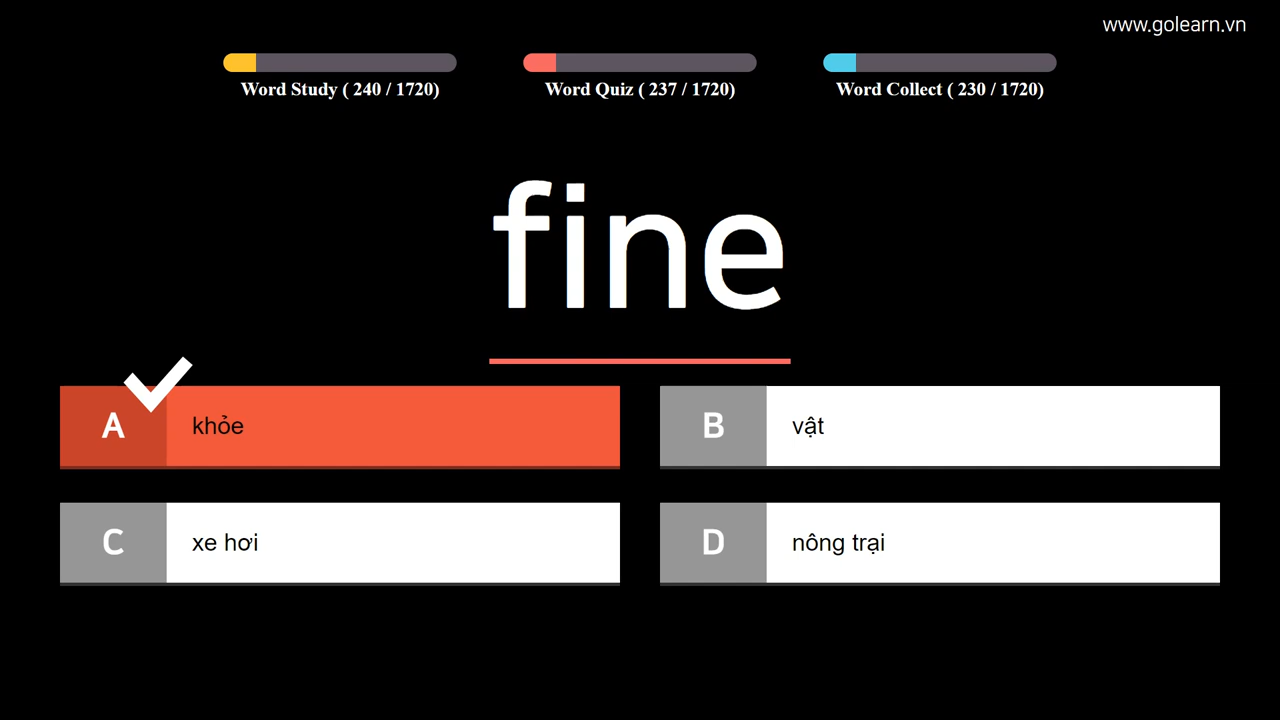 www.golearn.vn
Word Study ( 240 / 1720)
Word Quiz ( 237 / 1720)
Word Collect ( 230 / 1720)
fine
A khỏe
B vật
C xe hơi
D nông trại